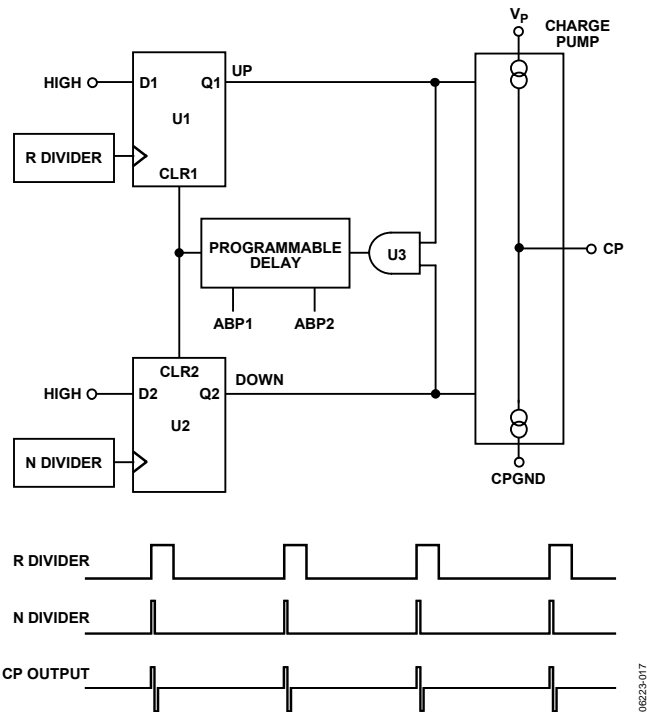 VP
CHARGE
PUMP
HIGH
D1
Q1
UP
U1
R DIVIDER
CLR1
PROGRAMMABLE
DELAY
U3
CP
ABP1
ABP2
CLR2
HIGH
D2
Q2
DOWN
U2
N DIVIDER
CPGND
R DIVIDER
N DIVIDER
CP OUTPUT
06223-017